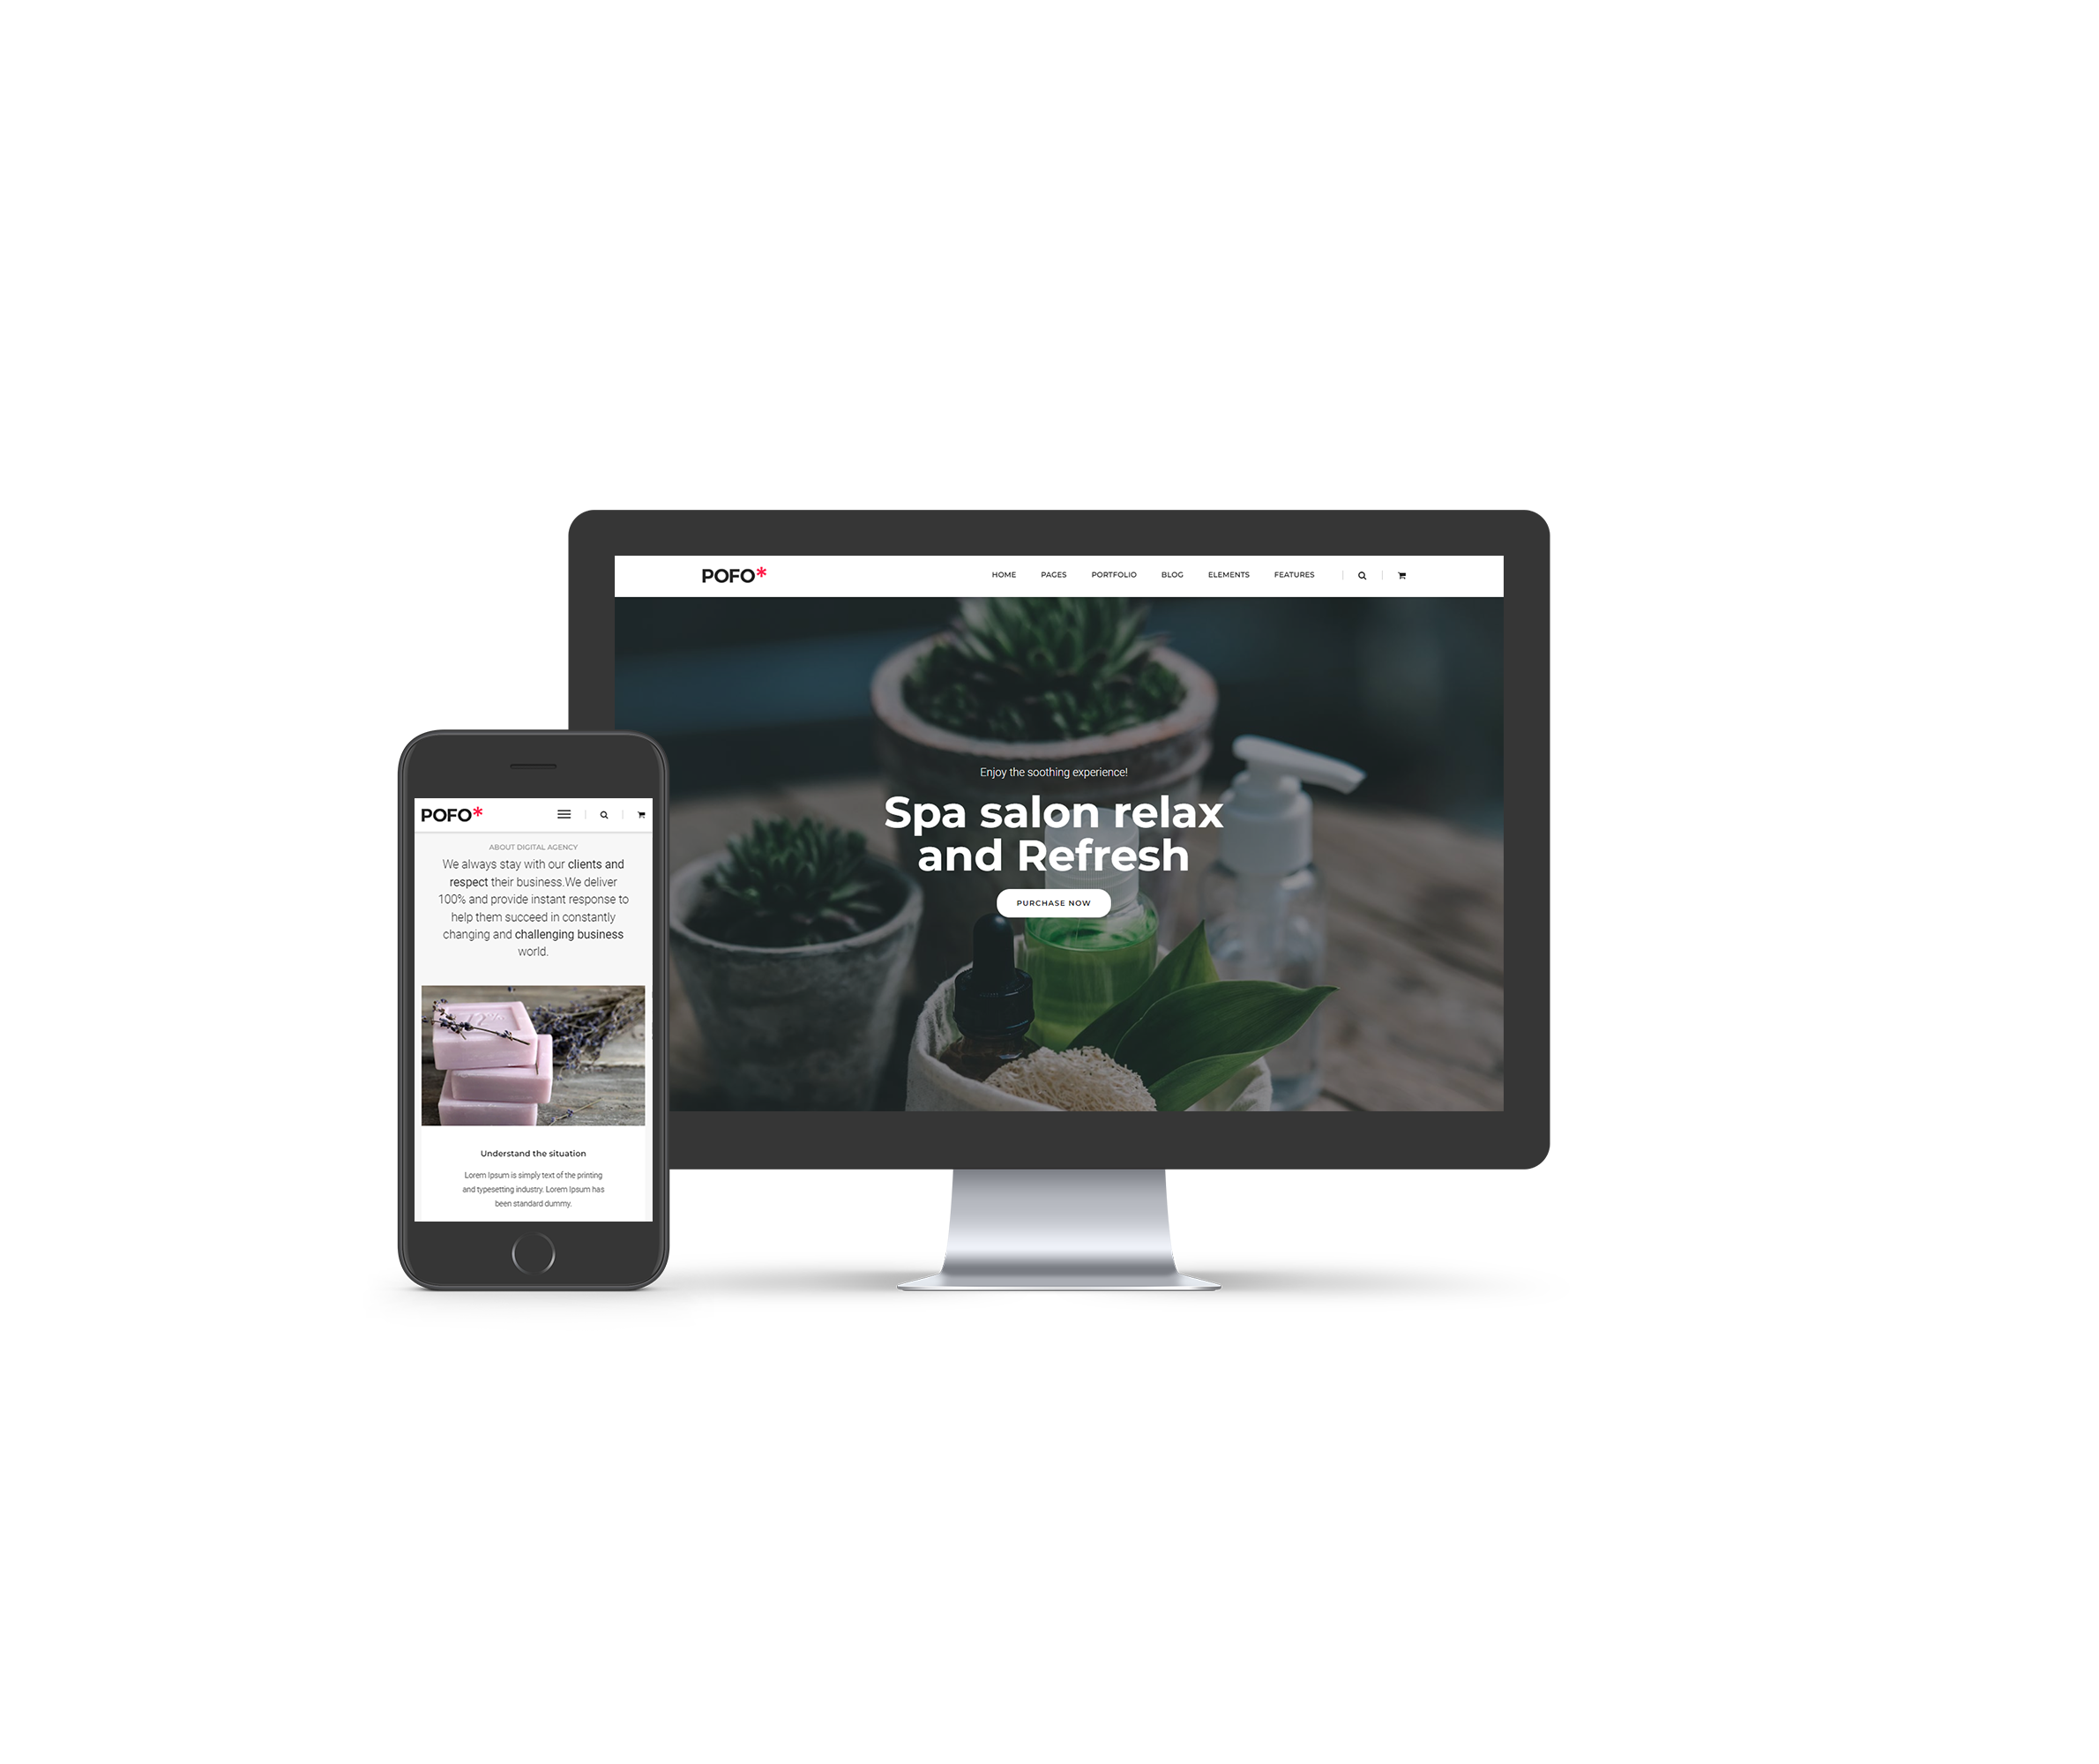 POFO*
HOME PAGES PORTFOLIO BLOG ELEMENTS FEATURES
Enjoy the soothing experience!
Spa salon relax
and Refresh
PURCHASE NOW
POFO*
ABOUT DIGITAL AGENCY
We always stay with our clients and
respect their business.We deliver
100% and provide instant response to
help them succeed in constantly
changing and challenging business
world.
Understand the situation
Lorem Ipsum is simply text of the printing
and typesetting industry. Lorem Ipsum has
been standard dummy.